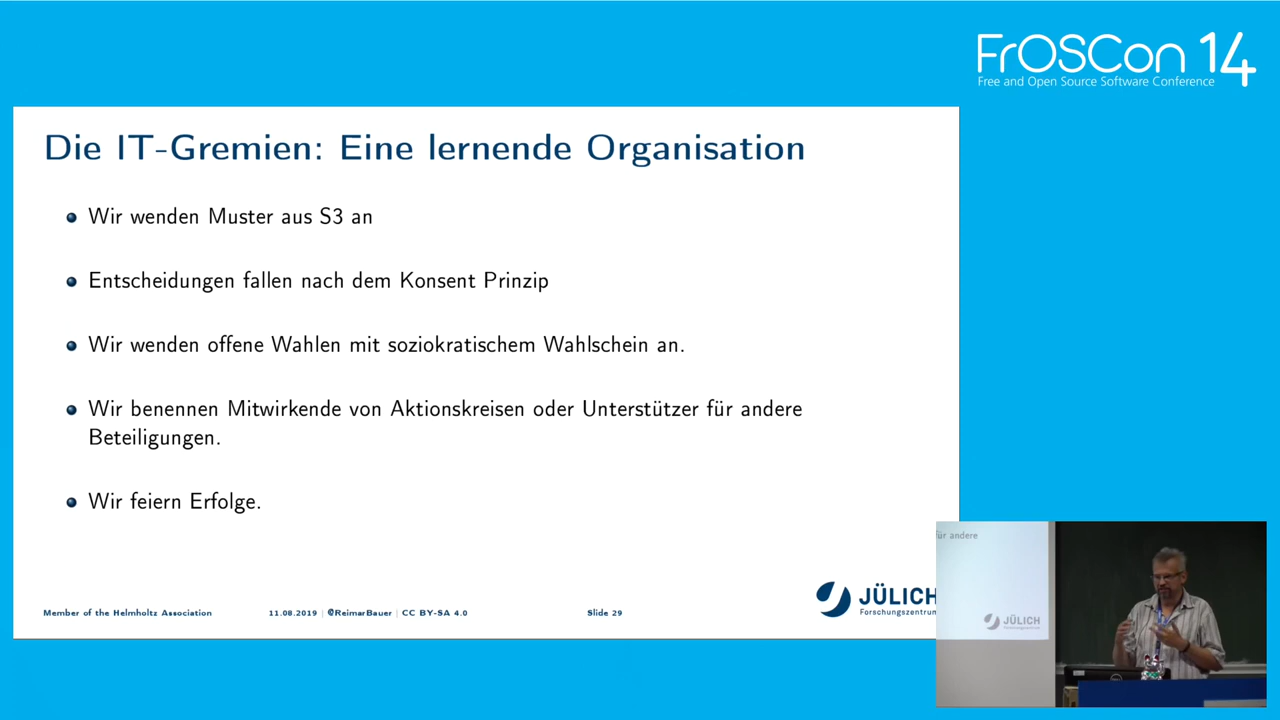 FrOSCon 14
Free and Open Source Software Conference
Die IT-Gremien: Eine lernende Organisation
Wir wenden Muster aus S3 an
Entscheidungen fallen nach dem Konsent Prinzip
Wir wenden offene Wahlen mit soziokratischem Wahlschein an.
Wir benennen Mitwirkende von Aktionskreisen oder Unterstützer für andere
Beteiligungen.
Wir feiern Erfolge.
Member of the Helmholtz Association
11.08.2019 | @ReimarBauer | CC BY-SA 4.0
Slide 29
JÜLICH
Forschungszentrum
für andere
JÜLICH
Forschungszentrum